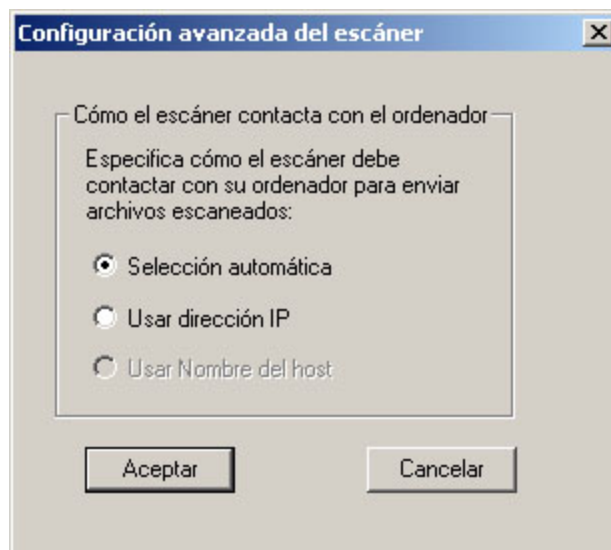 Configuración avanzada del escáner
Cómo el escáner contacta con el ordenador
Especifica cómo el escáner debe
contactar con su ordenador para enviar
archivos escaneados:
Selección automática
Usar dirección IP
Usar Nombre del host
Aceptar
Cancelar